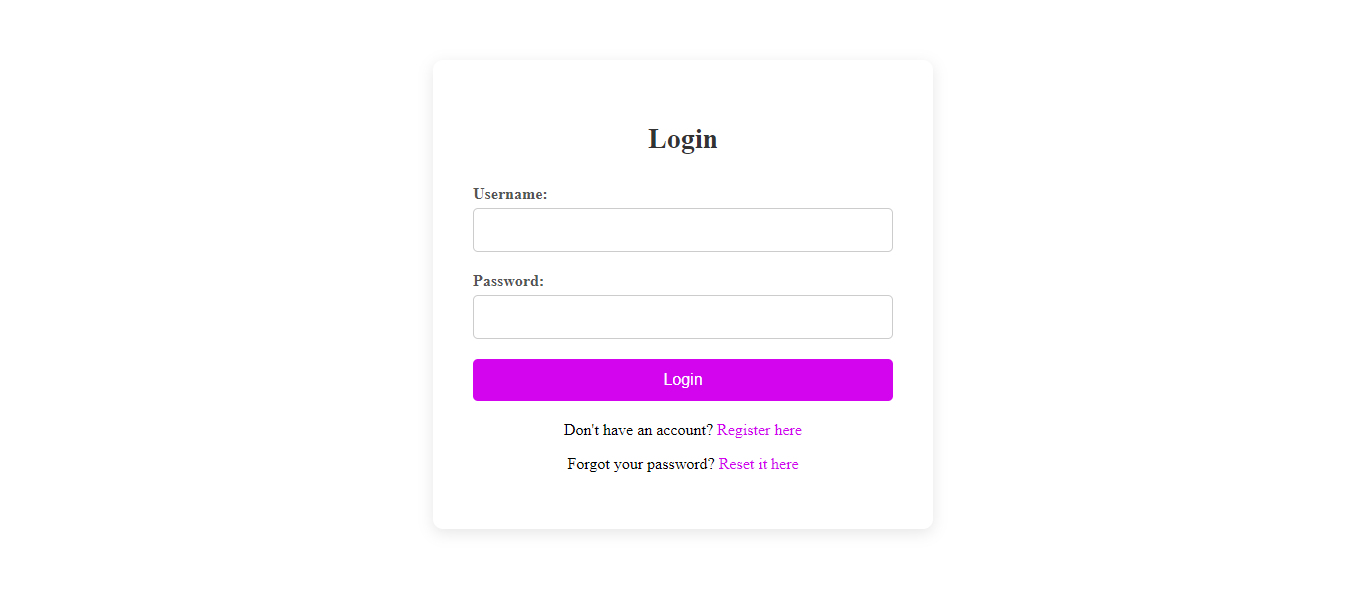 Login
Username:
Password:
Login
Don't have an account? Register here
Forgot your password? Reset it here